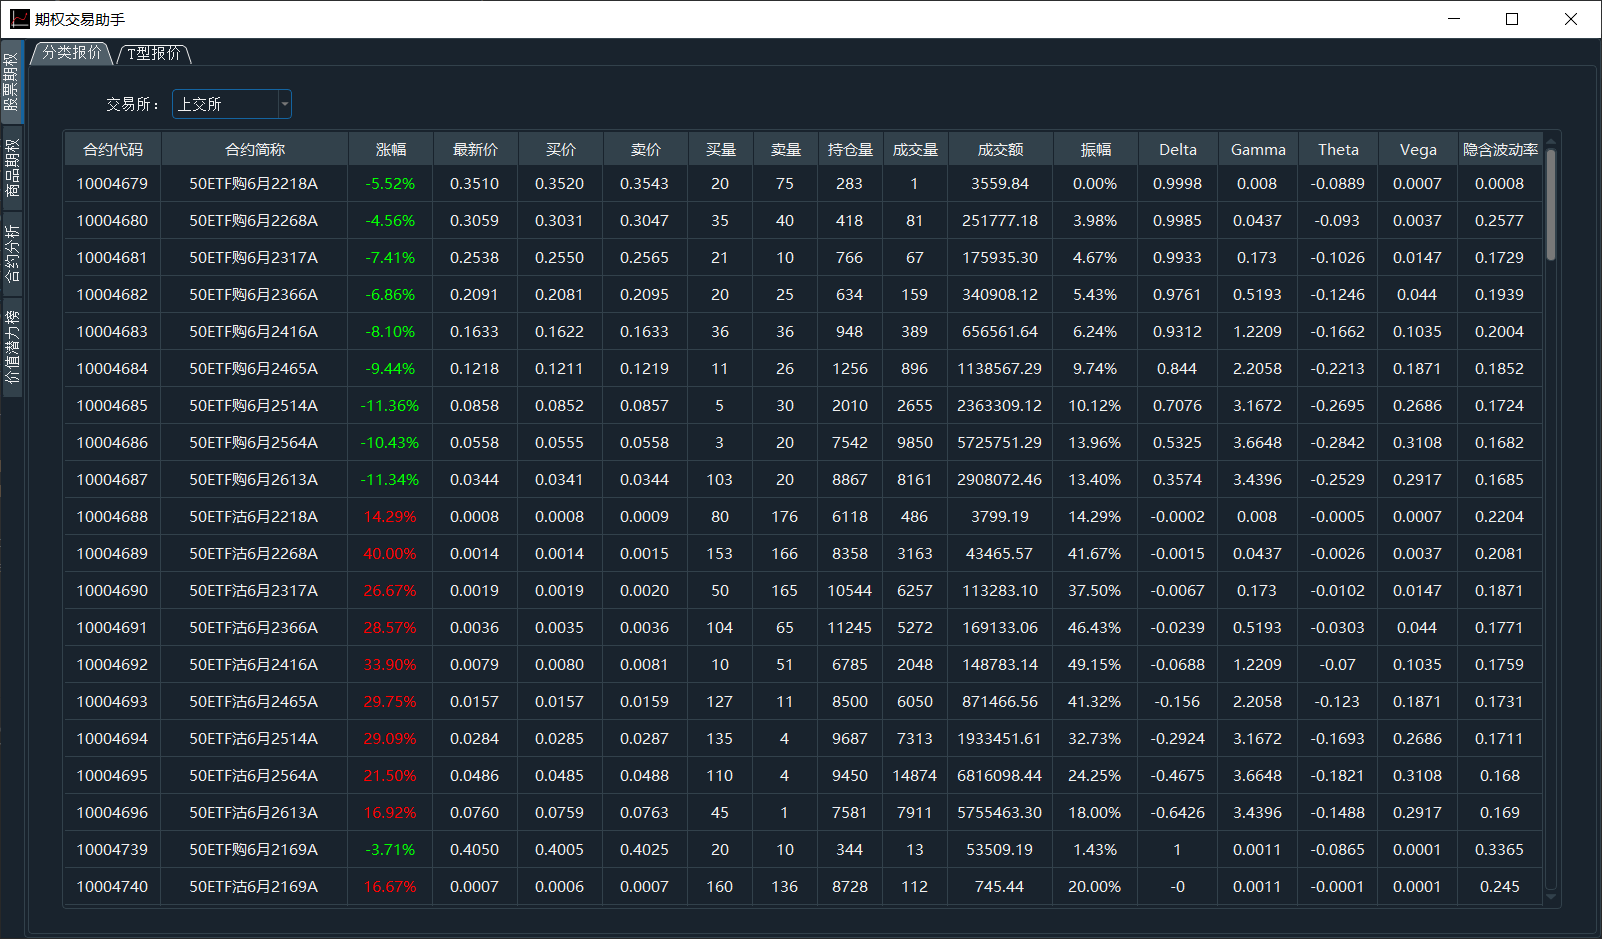 期权交易助手
分类报价 T型报价
股票期权
商品期权
合约分析
价值潜力榜
交易所： 上交所
合约代码 合约简称 涨幅 最新价 买价 卖价 买量 卖量 持仓量 成交量 成交额 振幅 Delta Gamma Theta Vega 隐含波动率
10004679 50ETF购6月2218A -5.52% 0.3510 0.3520 0.3543 20 75 283 1 3559.84 0.00% 0.9998 0.008 -0.0889 0.0007 0.0008
10004680 50ETF购6月2268A -4.56% 0.3059 0.3031 0.3047 35 40 418 81 251777.18 3.98% 0.9985 0.0437 -0.093 0.0037 0.2577
10004681 50ETF购6月2317A -7.41% 0.2538 0.2550 0.2565 21 10 766 67 175935.30 4.67% 0.9933 0.173 -0.1026 0.0147 0.1729
10004682 50ETF购6月2366A -6.86% 0.2091 0.2081 0.2095 20 25 634 159 340908.12 5.43% 0.9761 0.5193 -0.1246 0.044 0.1939
10004683 50ETF购6月2416A -8.10% 0.1633 0.1622 0.1633 36 36 948 389 656561.64 6.24% 0.9312 1.2209 -0.1662 0.1035 0.2004
10004684 50ETF购6月2465A -9.44% 0.1218 0.1211 0.1219 11 26 1256 896 1138567.29 9.74% 0.844 2.2058 -0.2213 0.1871 0.1852
10004685 50ETF购6月2514A -11.36% 0.0858 0.0852 0.0857 5 30 2010 2655 2363309.12 10.12% 0.7076 3.1672 -0.2695 0.2686 0.1724
10004686 50ETF购6月2564A -10.43% 0.0558 0.0555 0.0558 3 20 7542 9850 5725751.29 13.96% 0.5325 3.6648 -0.2842 0.3108 0.1682
10004687 50ETF购6月2613A -11.34% 0.0344 0.0341 0.0344 103 20 8867 8161 2908072.46 13.40% 0.3574 3.4396 -0.2529 0.2917 0.1685
10004688 50ETF沽6月2218A 14.29% 0.0008 0.0008 0.0009 80 176 6118 486 3799.19 14.29% -0.0002 0.008 -0.0005 0.0007 0.2204
10004689 50ETF沽6月2268A 40.00% 0.0014 0.0014 0.0015 153 166 8358 3163 43465.57 41.67% -0.0015 0.0437 -0.0026 0.0037 0.2081
10004690 50ETF沽6月2317A 26.67% 0.0019 0.0019 0.0020 50 165 10544 6257 113283.10 37.50% -0.0067 0.173 -0.0102 0.0147 0.1871
10004691 50ETF沽6月2366A 28.57% 0.0036 0.0035 0.0036 104 65 11245 5272 169133.06 46.43% -0.0239 0.5193 -0.0303 0.044 0.1771
10004692 50ETF沽6月2416A 33.90% 0.0079 0.0080 0.0081 10 51 6785 2048 148783.14 49.15% -0.0688 1.2209 -0.07 0.1035 0.1759
10004693 50ETF沽6月2465A 29.75% 0.0157 0.0157 0.0159 127 11 8500 6050 871466.56 41.32% -0.156 2.2058 -0.123 0.1871 0.1731
10004694 50ETF沽6月2514A 29.09% 0.0284 0.0285 0.0287 135 4 9687 7313 1933451.61 32.73% -0.2924 3.1672 -0.1693 0.2686 0.1711
10004695 50ETF沽6月2564A 21.50% 0.0486 0.0485 0.0488 110 4 9450 14874 6816098.44 24.25% -0.4675 3.6648 -0.1821 0.3108 0.168
10004696 50ETF沽6月2613A 16.92% 0.0760 0.0759 0.0763 45 1 7581 7911 5755463.30 18.00% -0.6426 3.4396 -0.1488 0.2917 0.169
10004739 50ETF购6月2169A -3.71% 0.4050 0.4005 0.4025 20 10 344 13 53509.19 1.43% 1 0.0011 -0.0865 0.0001 0.3365
10004740 50ETF沽6月2169A 16.67% 0.0007 0.0006 0.0007 160 136 8728 112 745.44 20.00% -0 0.0011 -0.0001 0.0001 0.245